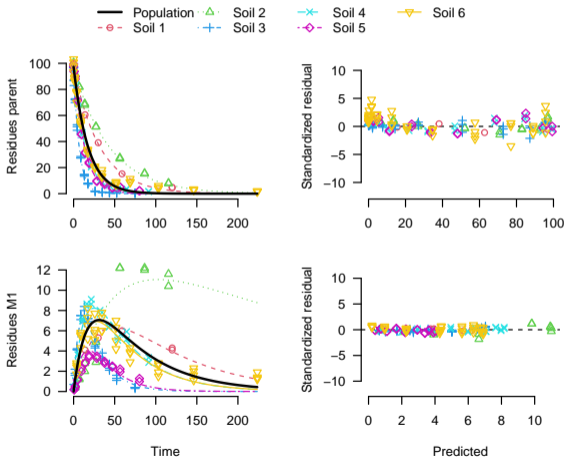 Population Soil 2 Soil 4 Soil 6
Soil 1 Soil 3 Soil 5
Residues parent
100
80
60
40
20
0
0 50 100 150 200
Standardized residual
10
5
0
−5
−10
0 20 40 60 80 100
Residues M1
12
10
8
6
4
2
0
0 50 100 150 200
Time
Standardized residual
10
5
0
−5
−10
0 2 4 6 8 10
Predicted